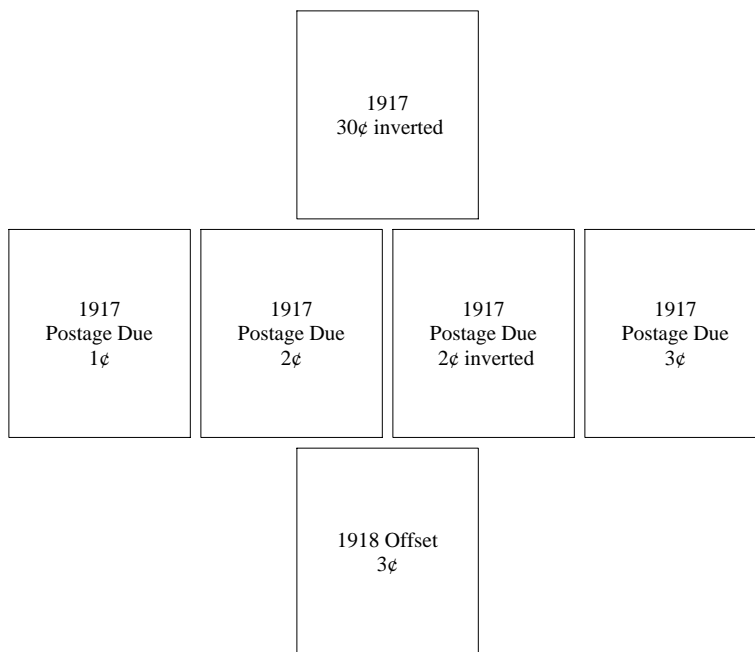 1917
30¢ inverted
1917
Postage Due
1¢
1917
Postage Due
2¢
1917
Postage Due
2¢ inverted
1917
Postage Due
3¢
1918 Offset
3¢